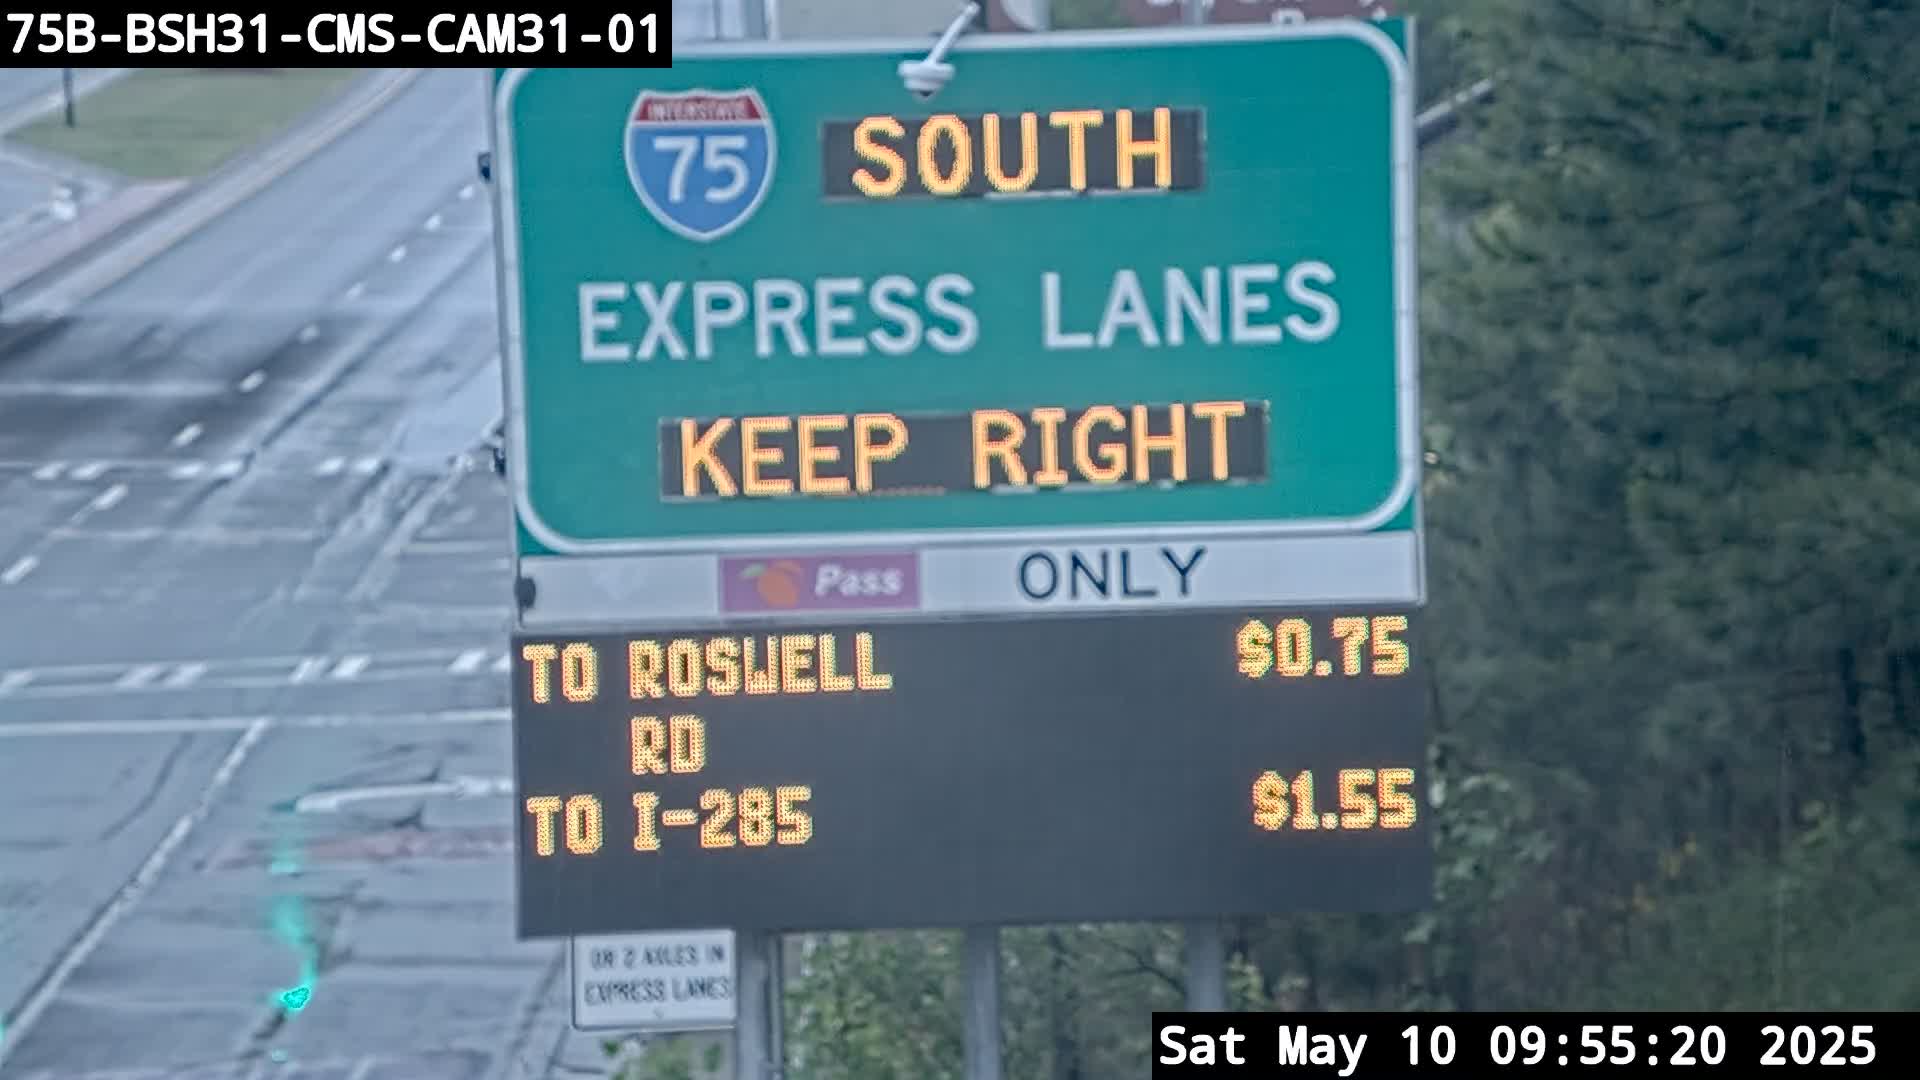 75B-BSH31-CMS-CAM31-01
INTERSTATE
75
SOUTH
EXPRESS LANES
KEEP RIGHT
Pass
ONLY
TO ROSWELL $0.75
RD
TO I-285 $1.55
OR 2 AXLES IN
EXPRESS LANES
Sat May 10 09:55:20 2025